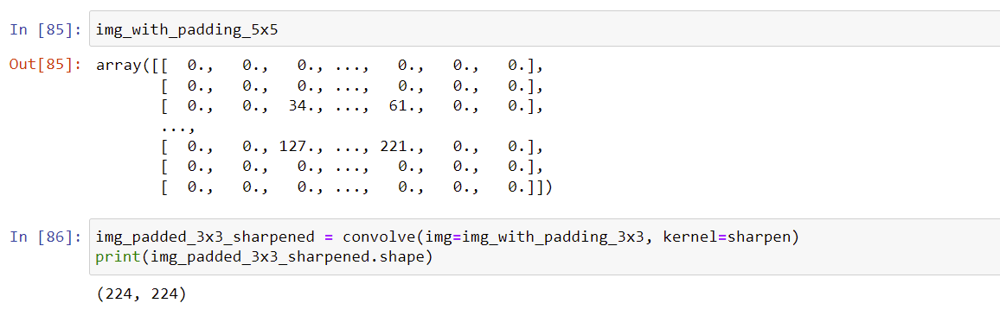 In [85]: img_with_padding_5x5
Out[85]: array([[  0.,   0.,   0., ...,   0.,   0.,   0.],
       [  0.,   0.,   0., ...,   0.,   0.,   0.],
       [  0.,   0.,  34., ...,  61.,   0.,   0.],
       ...,
       [  0.,   0., 127., ..., 221.,   0.,   0.],
       [  0.,   0.,   0., ...,   0.,   0.,   0.],
       [  0.,   0.,   0., ...,   0.,   0.,   0.]])
In [86]: img_padded_3x3_sharpened = convolve(img=img_with_padding_3x3, kernel=sharpen)
print(img_padded_3x3_sharpened.shape)
(224, 224)